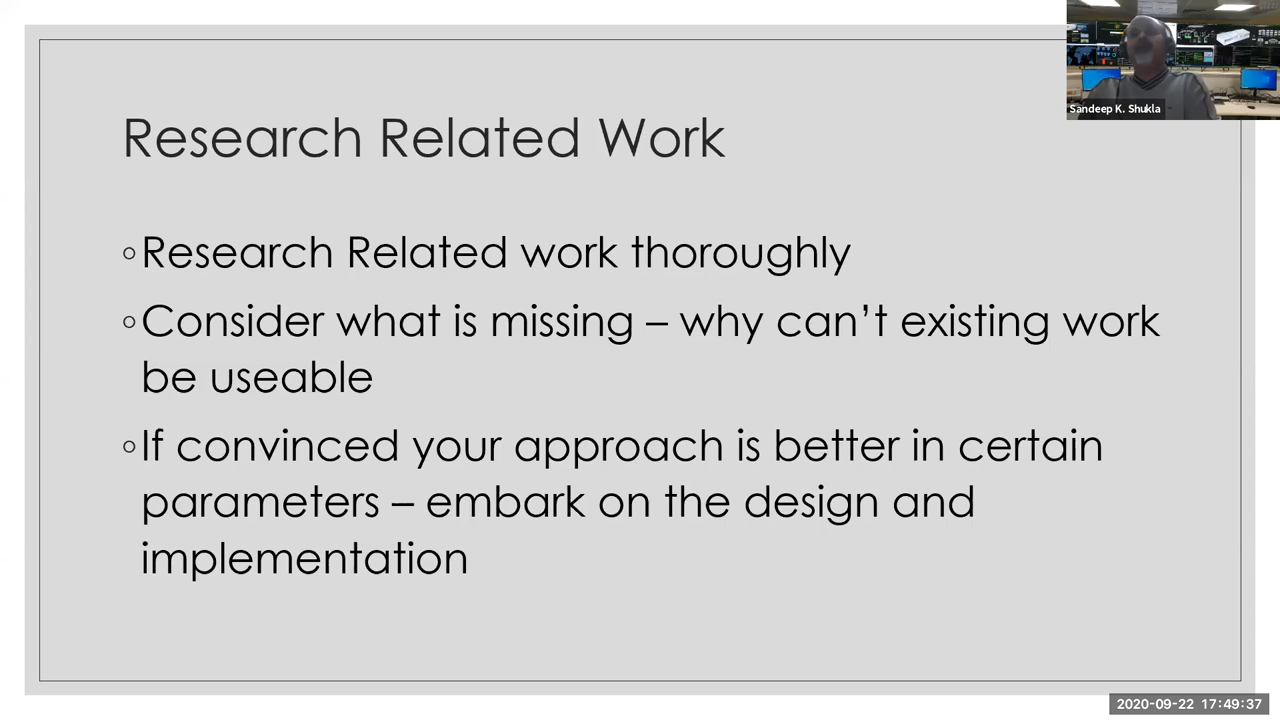 Sandeep K. Shukla
Research Related Work
◦Research Related work thoroughly
◦Consider what is missing – why can’t existing work
be useable
◦If convinced your approach is better in certain
parameters – embark on the design and
implementation
2020-09-22 17:49:37